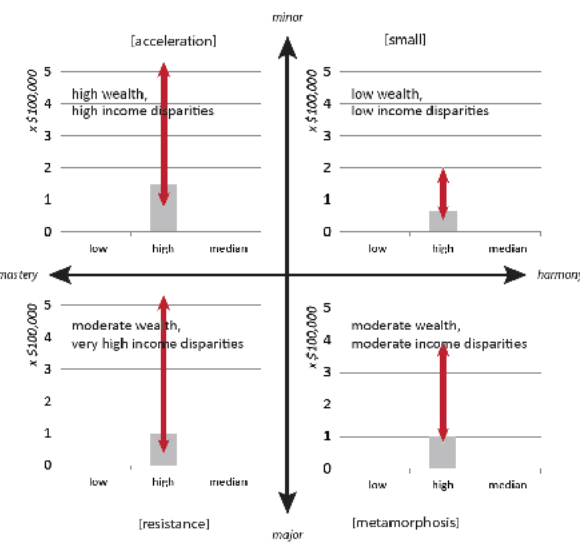 minor
[acceleration]
[small]
5
4
3
2
1
0
x $100,000
high wealth,
high income disparities
low
high
median
5
4
3
2
1
0
x $100,000
low wealth,
low income disparities
low
high
median
mastery
harmony
5
4
3
2
1
0
x $100,000
moderate wealth,
very high income disparities
low
high
median
5
4
3
2
1
0
x $100,000
moderate wealth,
moderate income disparities
low
high
median
[resistance]
major
[metamorphosis]